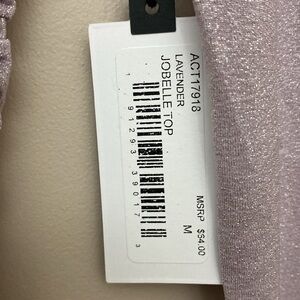 ACT17918
LAVENDER
JOBELLE TOP
1 91293 39017 3
MSRP $34.00
M